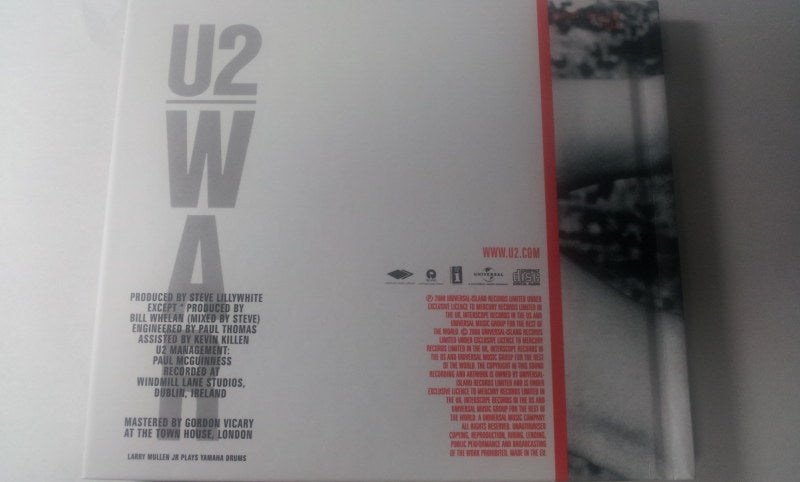 U2
WAR
PRODUCED BY STEVE LILLYWHITE
EXCEPT * PRODUCED BY
BILL WHELAN (MIXED BY STEVE)
ENGINEERED BY PAUL THOMAS
ASSISTED BY KEVIN KILLEN
U2 MANAGEMENT:
PAUL MCGUINNESS
RECORDED AT
WINDMILL LANE STUDIOS,
DUBLIN, IRELAND
MASTERED BY GORDON VICARY
AT THE TOWN HOUSE, LONDON
LARRY MULLEN JR PLAYS YAMAHA DRUMS
WWW.U2.COM
UNIVERSAL
disc
℗ 2008 UNIVERSAL-ISLAND RECORDS LIMITED UNDER
EXCLUSIVE LICENCE TO MERCURY RECORDS LIMITED IN
THE UK, INTERSCOPE RECORDS IN THE US AND
UNIVERSAL MUSIC GROUP FOR THE REST OF
THE WORLD. © 2008 UNIVERSAL-ISLAND RECORDS
LIMITED UNDER EXCLUSIVE LICENCE TO MERCURY
RECORDS LIMITED IN THE UK, INTERSCOPE RECORDS IN
THE US AND UNIVERSAL MUSIC GROUP FOR THE REST
OF THE WORLD. THE COPYRIGHT IN THIS SOUND
RECORDING AND ARTWORK IS OWNED BY UNIVERSAL-
ISLAND RECORDS LIMITED AND IS UNDER
EXCLUSIVE LICENCE TO MERCURY RECORDS LIMITED IN
THE UK, INTERSCOPE RECORDS IN THE US AND
UNIVERSAL MUSIC GROUP FOR THE REST OF
THE WORLD. A UNIVERSAL MUSIC COMPANY.
ALL RIGHTS RESERVED. UNAUTHORISED
COPYING, REPRODUCTION, HIRING, LENDING,
PUBLIC PERFORMANCE AND BROADCASTING
OF THE WORK PROHIBITED. MADE IN THE EU.